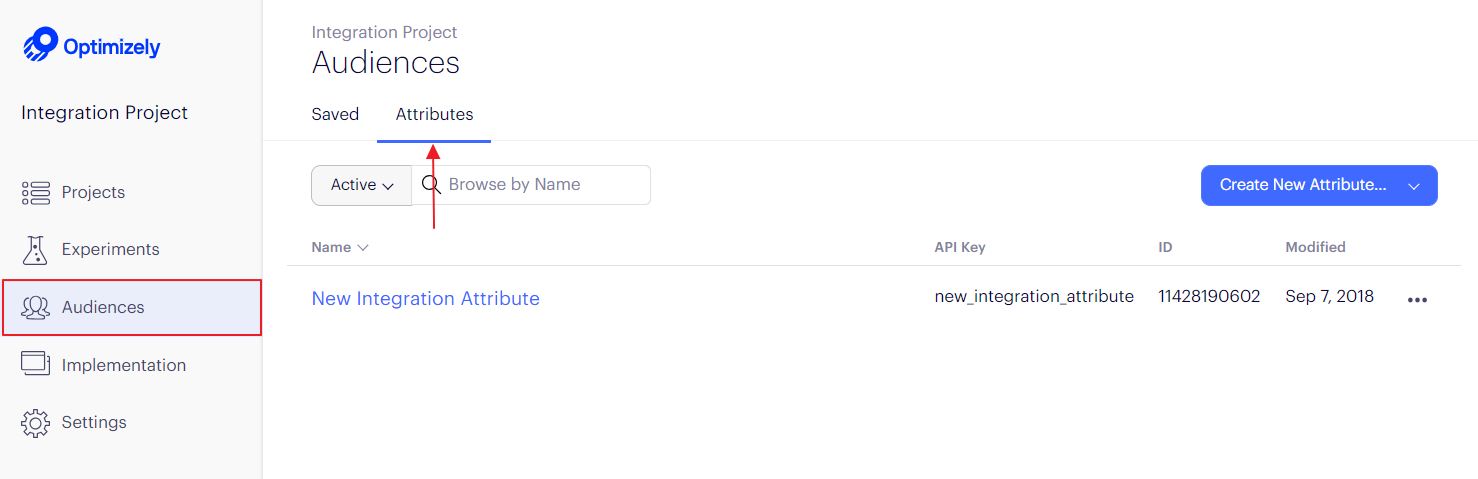 Optimizely
Integration Project
Projects
Experiments
Audiences
Implementation
Settings
Integration Project
Audiences
Saved Attributes
Active Browse by Name Create New Attribute...
Name API Key ID Modified
New Integration Attribute new_integration_attribute 11428190602 Sep 7, 2018